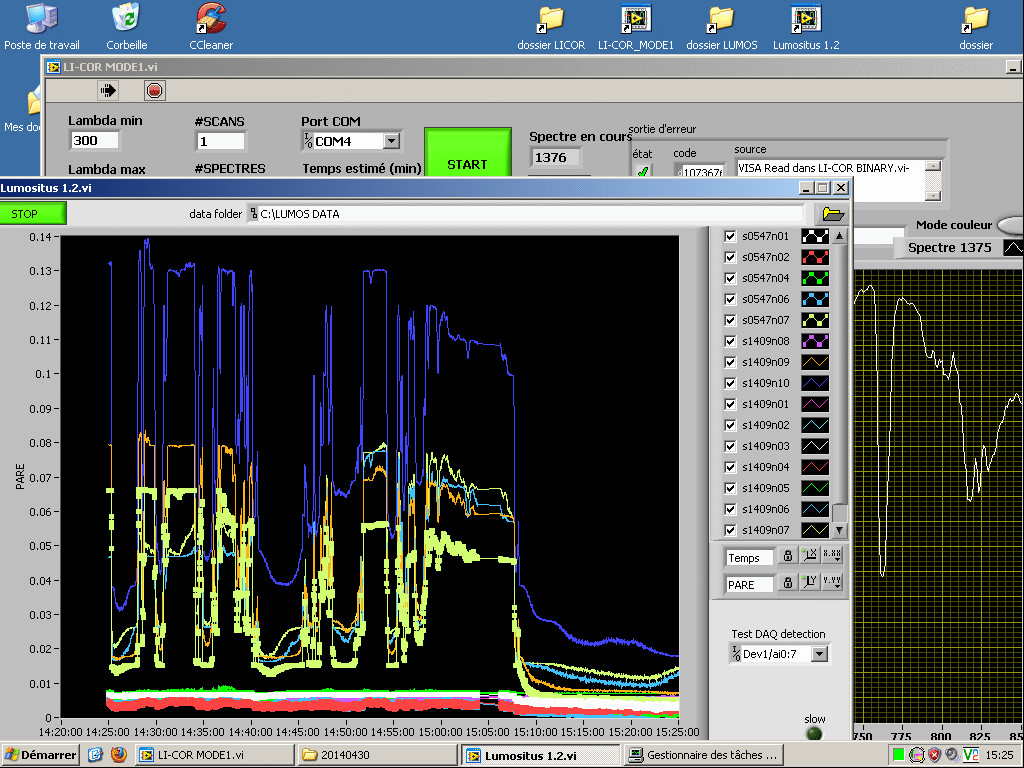 Poste de travail
Corbeille
CCleaner
dossier LICOR
LI-COR_MODE1
dossier LUMOS
Lumositus 1.2
dossier
LI-COR MODE1.vi
Mes do
Lambda min
300
#SCANS
1
Port COM
COM4
START
Spectre en cours
1376
sortie d'erreur
état
code
source
VISA Read dans LI-COR BINARY.vi-
Lambda max
#SPECTRES
Temps estimé (min)
Lumositus 1.2.vi
STOP
data folder
C:\LUMOS DATA
Mode couleur
Spectre 1375
0.14
0.13
0.12
0.11
0.1
0.09
0.08
0.07
0.06
0.05
0.04
0.03
0.02
0.01
0
PARE
14:20:00
14:25:00
14:30:00
14:35:00
14:40:00
14:45:00
14:50:00
14:55:00
15:00:00
15:05:00
15:10:00
15:15:00
15:20:00
15:25:00
s0547n01
s0547n02
s0547n04
s0547n06
s0547n07
s1409n08
s1409n09
s1409n10
s1409n01
s1409n02
s1409n03
s1409n04
s1409n05
s1409n06
s1409n07
Temps
PARE
Test DAQ detection
Dev1/ai0:7
slow
750
775
800
825
85
Démarrer
LI-COR MODE1.vi
20140430
Lumositus 1.2.vi
Gestionnaire des tâches ...
15:25